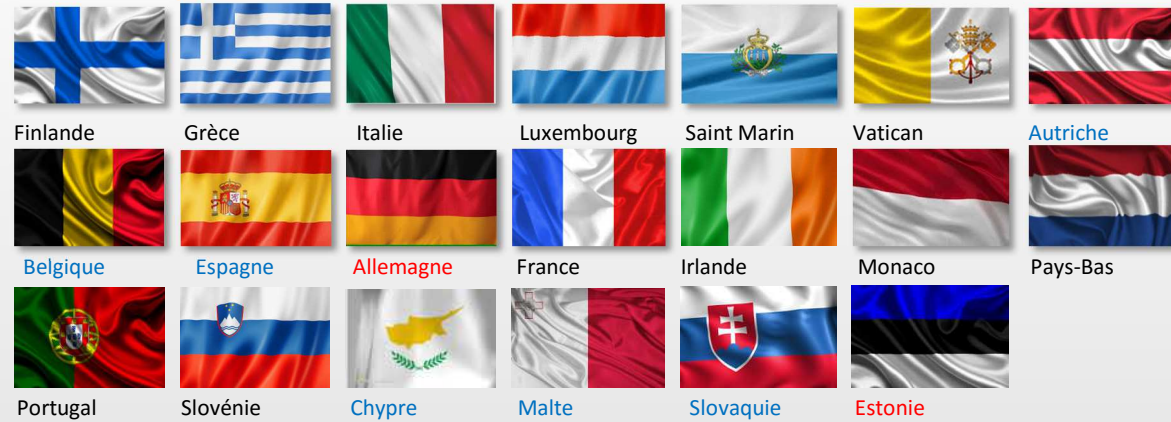 Finlande Grèce Italie Luxembourg Saint Marin Vatican Autriche
Belgique Espagne Allemagne France Irlande Monaco Pays-Bas
Portugal Slovénie Chypre Malte Slovaquie Estonie